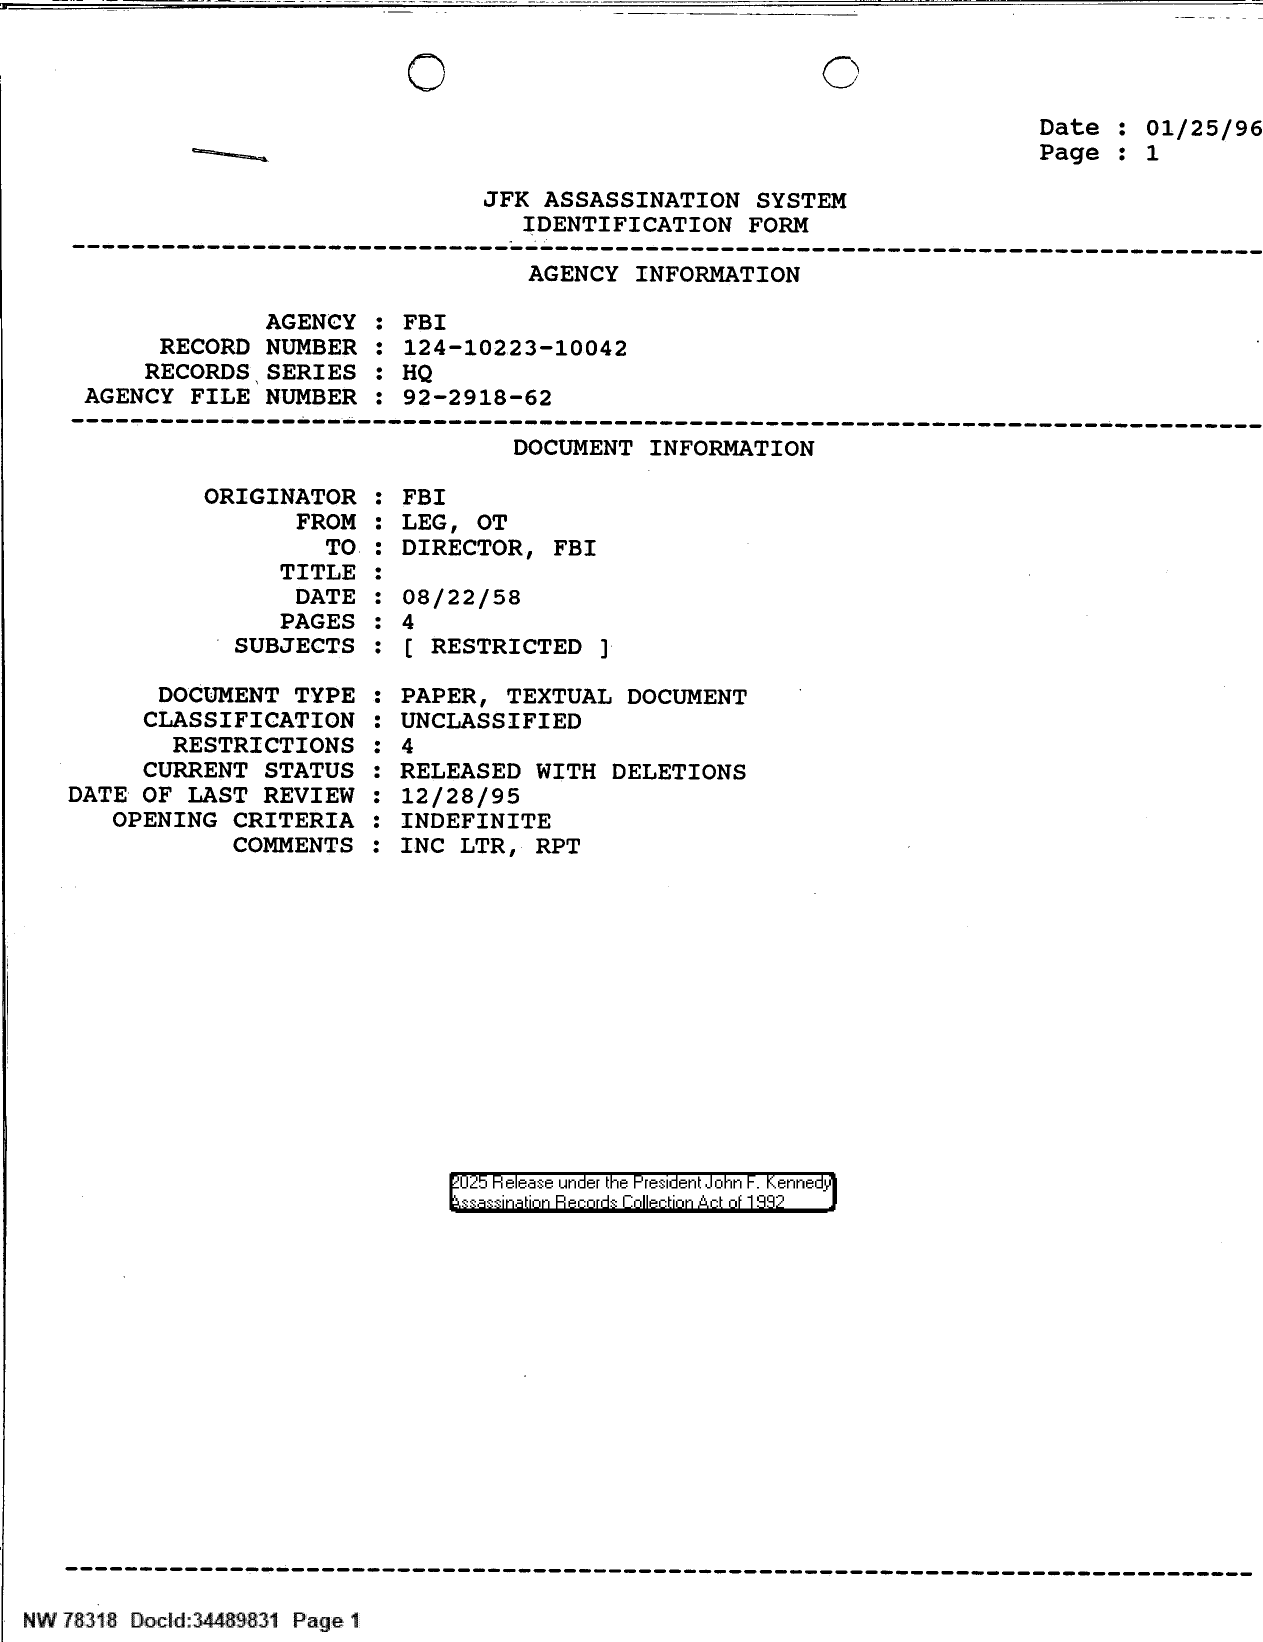 Date : 01/25/96
Page : 1
JFK ASSASSINATION SYSTEM
IDENTIFICATION FORM
AGENCY INFORMATION
AGENCY : FBI
RECORD NUMBER : 124-10223-10042
RECORDS SERIES : HQ
AGENCY FILE NUMBER : 92-2918-62
DOCUMENT INFORMATION
ORIGINATOR : FBI
FROM : LEG, OT
TO : DIRECTOR, FBI
TITLE :
DATE : 08/22/58
PAGES : 4
SUBJECTS : [ RESTRICTED ]
DOCUMENT TYPE : PAPER, TEXTUAL DOCUMENT
CLASSIFICATION : UNCLASSIFIED
RESTRICTIONS : 4
CURRENT STATUS : RELEASED WITH DELETIONS
DATE OF LAST REVIEW : 12/28/95
OPENING CRITERIA : INDEFINITE
COMMENTS : INC LTR, RPT
2025 Release under the President John F. Kennedy
Assassination Records Collection Act of 1992
NW 78318 DocId:34489831 Page 1